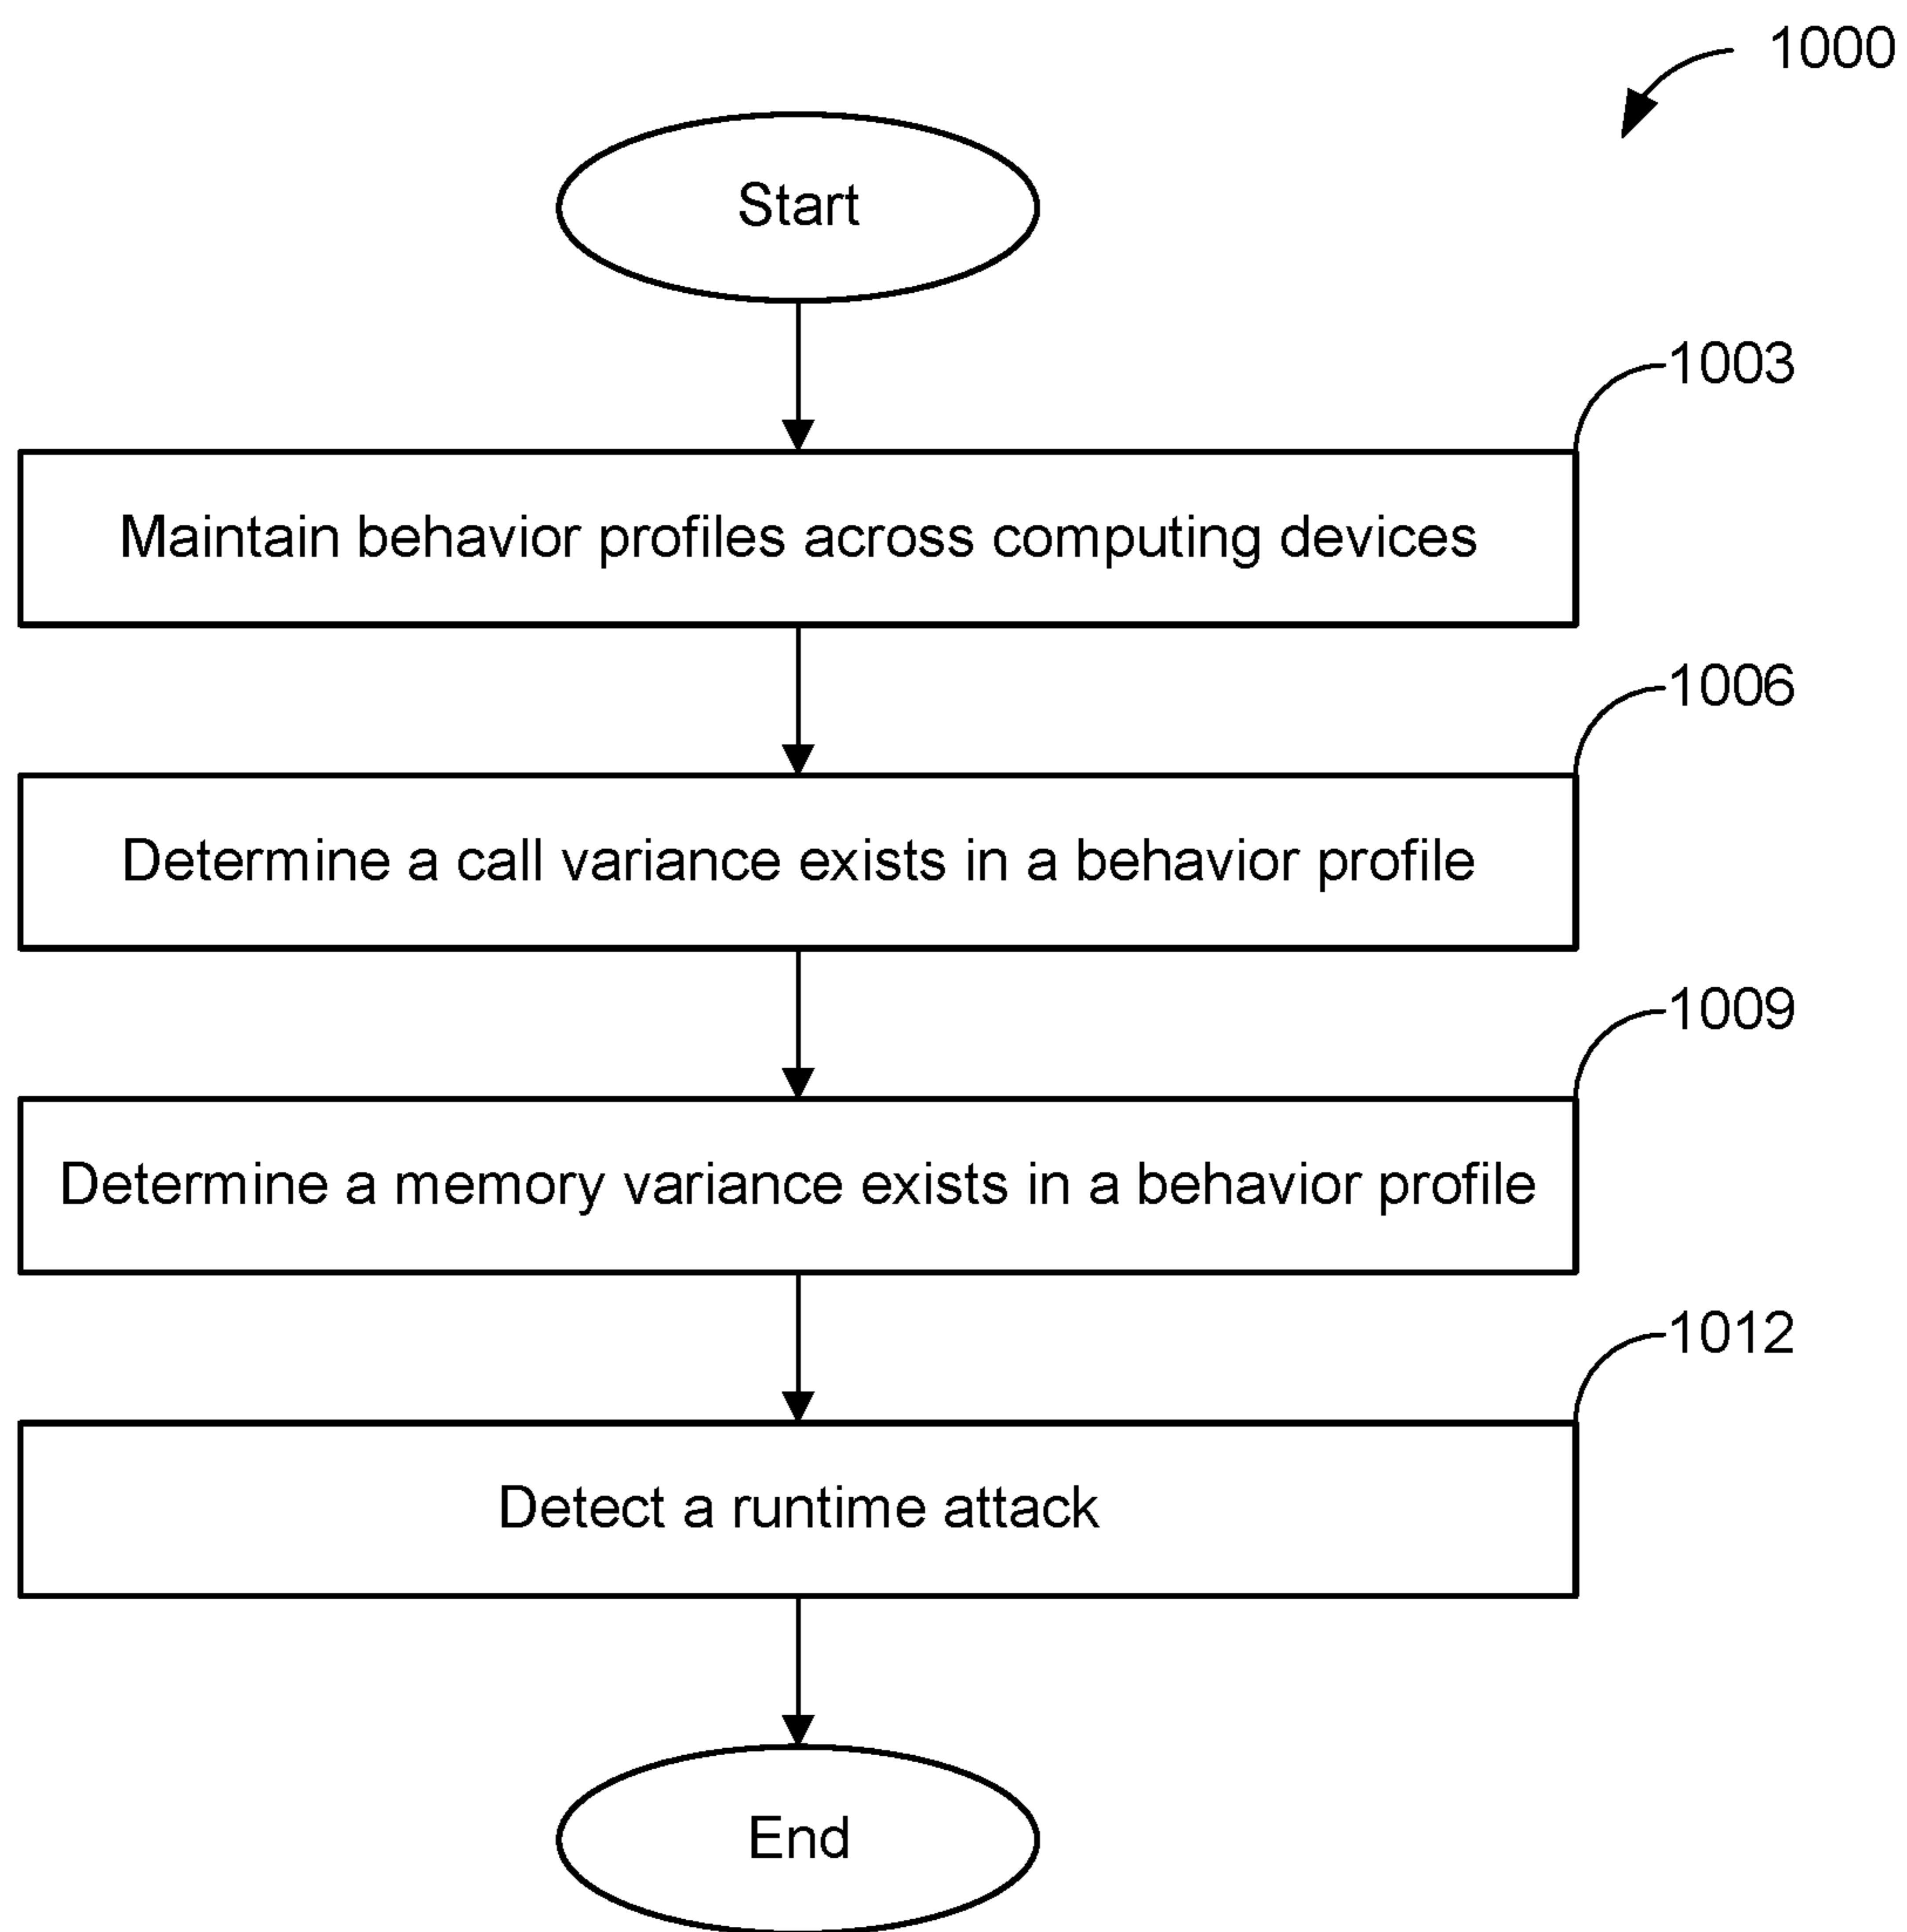 1000
Start
1003
Maintain behavior profiles across computing devices
1006
Determine a call variance exists in a behavior profile
1009
Determine a memory variance exists in a behavior profile
1012
Detect a runtime attack
End